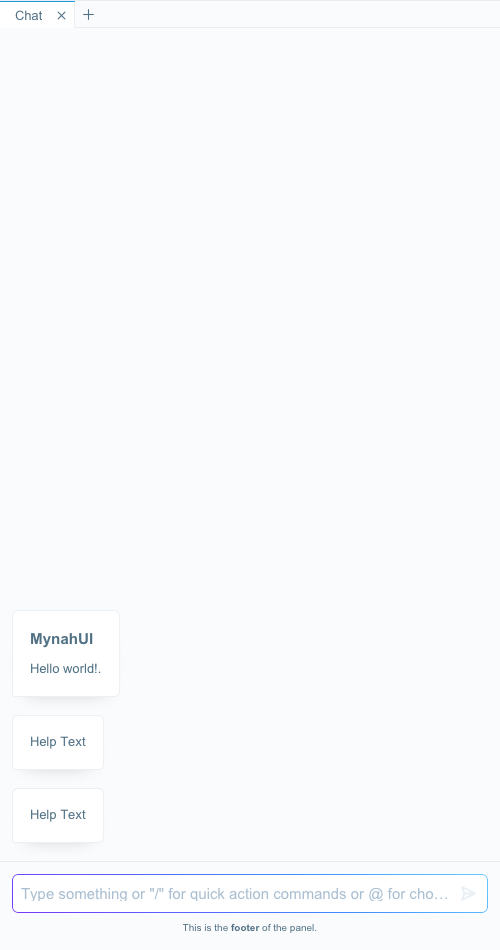 Chat
MynahUI
Hello world!.
Help Text
Help Text
Type something or "/" for quick action commands or @ for cho…
This is the footer of the panel.